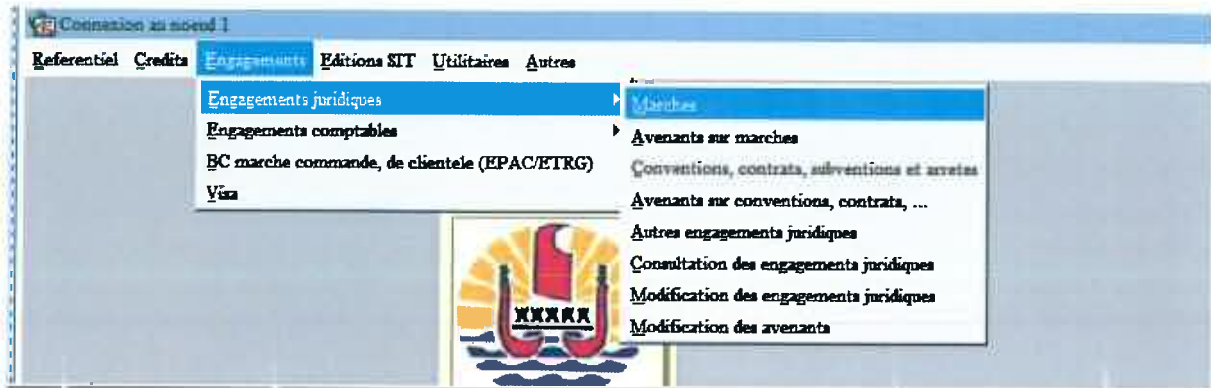 Connexion au noeud 1
Referentiel Credits Engagements Editions SIT Utilitaires Autres
Engagements juridiques
Engagements comptables
BC marche commande, de clientele (EPAC/ETRG)
Visa
Marches
Avenants sur marches
Conventions, contrats, subventions et arretes
Avenants sur conventions, contrats, ...
Autres engagements juridiques
Consultation des engagements juridiques
Modification des engagements juridiques
Modification des avenants